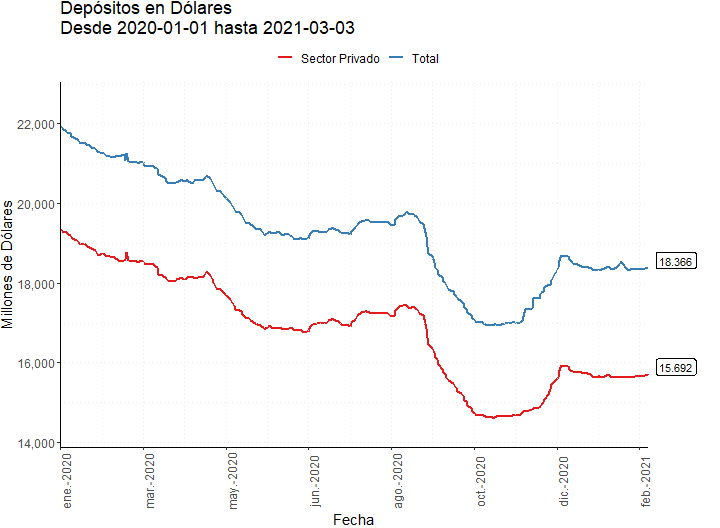 Depósitos en Dólares
Desde 2020-01-01 hasta 2021-03-03
Sector Privado
Total
Millones de Dólares
22,000
20,000
18,000
16,000
14,000
18.366
15.692
ene.-2020
mar.-2020
may.-2020
jun.-2020
ago.-2020
oct.-2020
dic.-2020
feb.-2021
Fecha